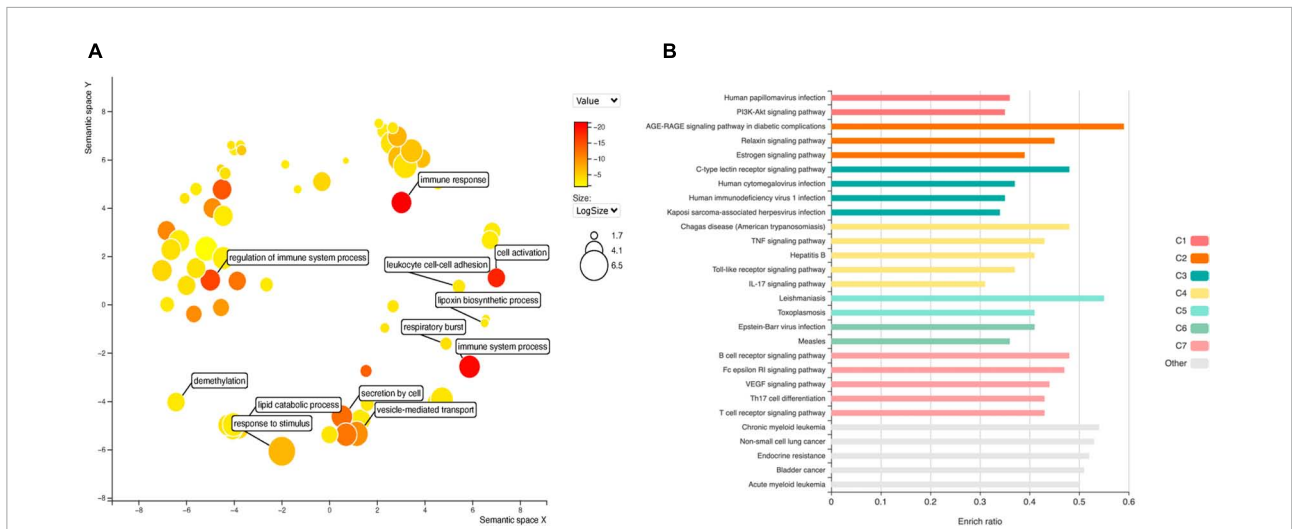 A
B
Semantic space Y
8
6
4
2
0
-2
-4
-6
-8
-8
-6
-4
-2
0
2
4
6
8
Semantic space X
immune response
cell activation
regulation of immune system process
leukocyte cell-cell adhesion
lipoxin biosynthetic process
respiratory burst
immune system process
demethylation
secretion by cell
lipid catabolic process
vesicle-mediated transport
response to stimulus
Value
-20
-15
-10
-5
Size:
LogSize
1.7
4.1
6.5
Human papillomavirus infection
PI3K-Akt signaling pathway
AGE-RAGE signaling pathway in diabetic complications
Relaxin signaling pathway
Estrogen signaling pathway
C-type lectin receptor signaling pathway
Human cytomegalovirus infection
Human immunodeficiency virus 1 infection
Kaposi sarcoma-associated herpesvirus infection
Chagas disease (American trypanosomiasis)
TNF signaling pathway
Hepatitis B
Toll-like receptor signaling pathway
IL-17 signaling pathway
Leishmaniasis
Toxoplasmosis
Epstein-Barr virus infection
Measles
B cell receptor signaling pathway
Fc epsilon RI signaling pathway
VEGF signaling pathway
Th17 cell differentiation
T cell receptor signaling pathway
Chronic myeloid leukemia
Non-small cell lung cancer
Endocrine resistance
Bladder cancer
Acute myeloid leukemia
0
0.1
0.2
0.3
0.4
0.5
0.6
Enrich ratio
C1
C2
C3
C4
C5
C6
C7
Other